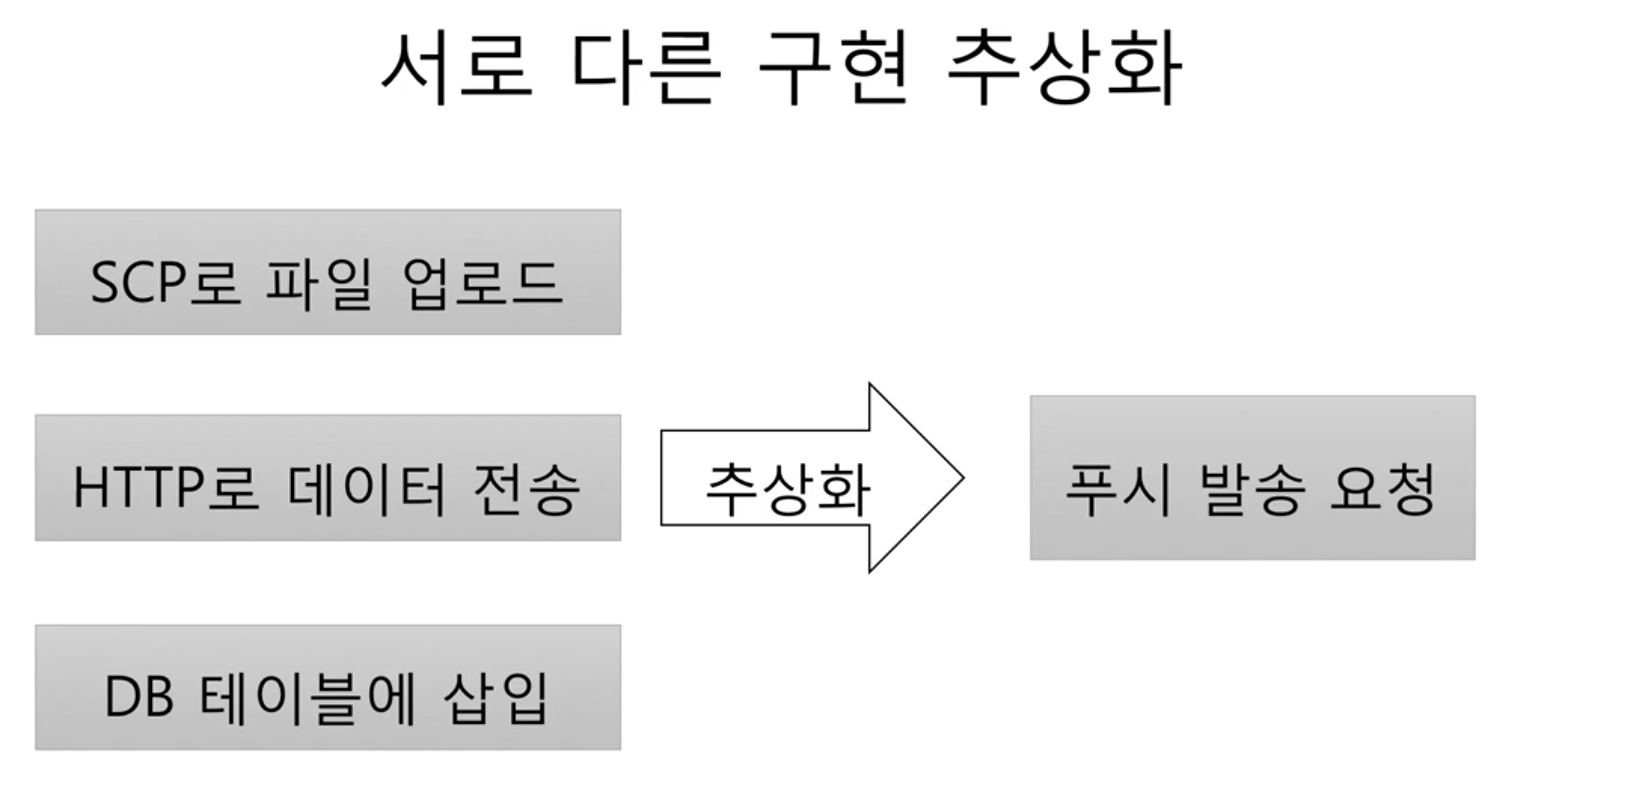 서로 다른 구현 추상화
SCP로 파일 업로드
HTTP로 데이터 전송
추상화
푸시 발송 요청
DB 테이블에 삽입